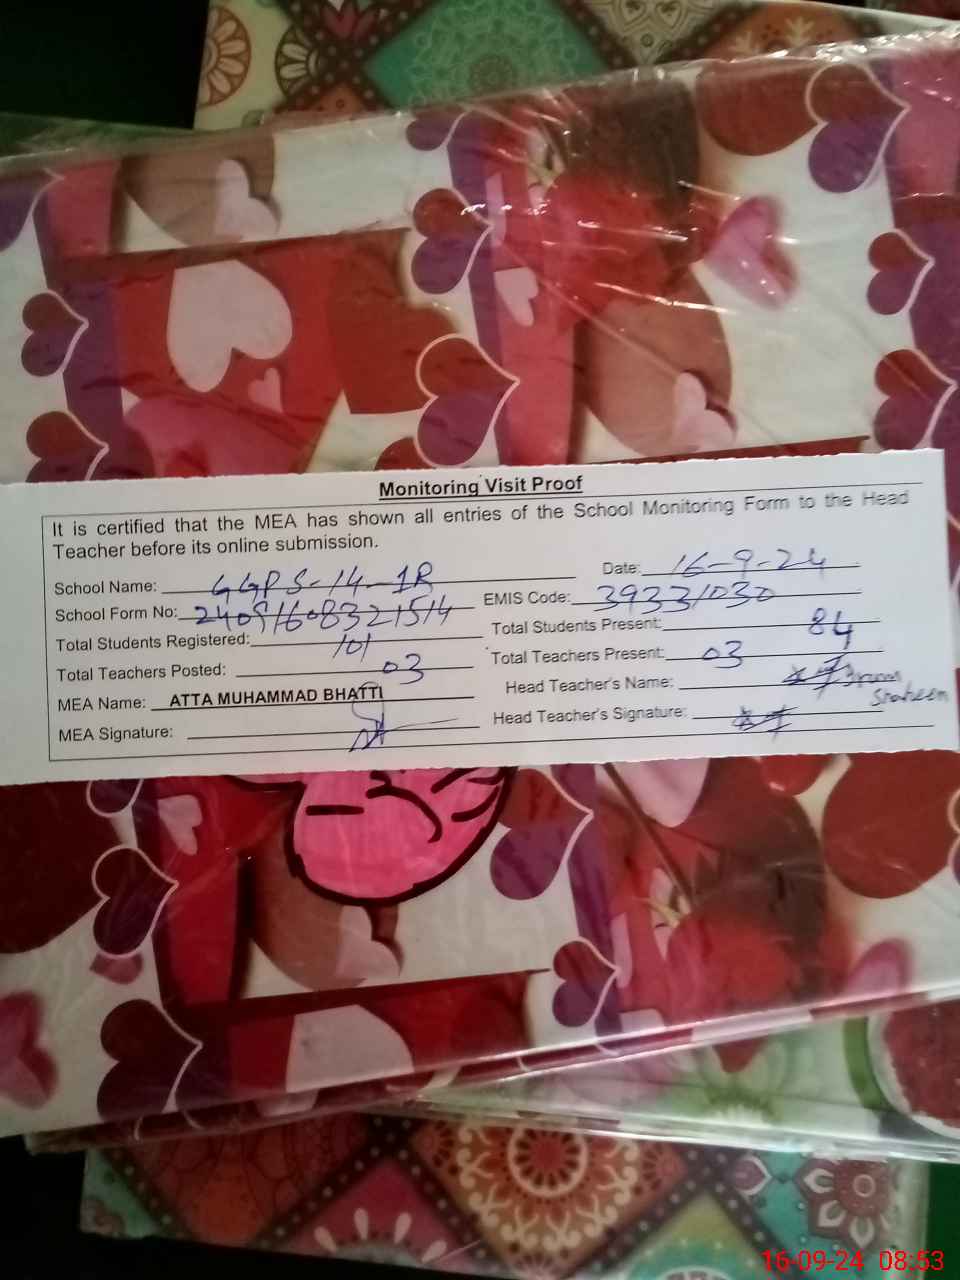 Monitoring Visit Proof
It is certified that the MEA has shown all entries of the School Monitoring Form to the Head
Teacher before its online submission.
School Name: GGPS-14-1R Date: 16-9-24
School Form No: 24091608321514 EMIS Code: 39331030
Total Students Registered: 101 Total Students Present: 84
Total Teachers Posted: 03 Total Teachers Present: 03
MEA Name: ATTA MUHAMMAD BHATTI Head Teacher's Name: Shaheen
MEA Signature: Head Teacher's Signature:
16-09-24 08:53